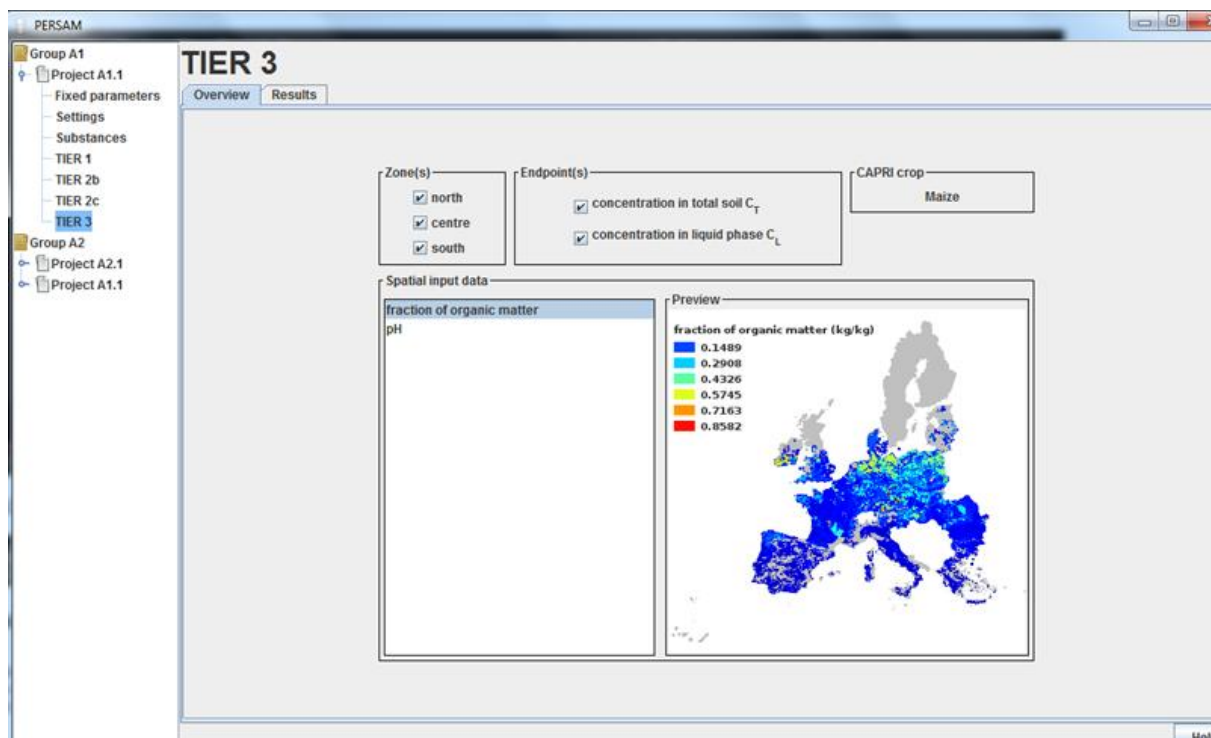 PERSAM
Group A1
Project A1.1
Fixed parameters
Settings
Substances
TIER 1
TIER 2b
TIER 2c
TIER 3
Group A2
Project A2.1
Project A1.1
TIER 3
Overview Results
Zone(s)
north
centre
south
Endpoint(s)
concentration in total soil C_T
concentration in liquid phase C_L
CAPRI crop
Maize
Spatial input data
fraction of organic matter
pH
Preview
fraction of organic matter (kg/kg)
0.1489
0.2908
0.4326
0.5745
0.7163
0.8582